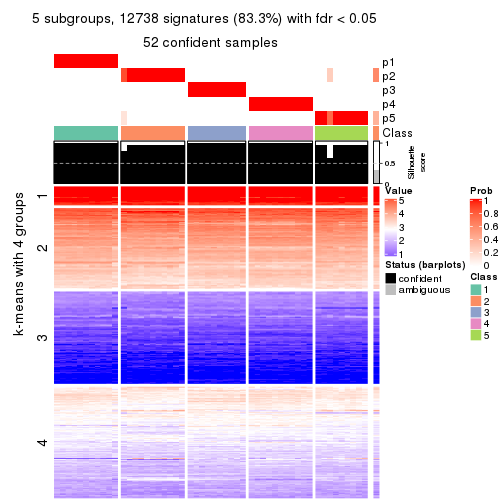 5 subgroups, 12738 signatures (83.3%) with fdr < 0.05
52 confident samples
p1
p2
p3
p4
p5
Class
1
0.5
0
Silhouette
score
k-means with 4 groups
1
2
3
4
Value
5
4
3
2
1
Status (barplots)
confident
ambiguous
Prob
1
0.8
0.6
0.4
0.2
0
Class
1
2
3
4
5